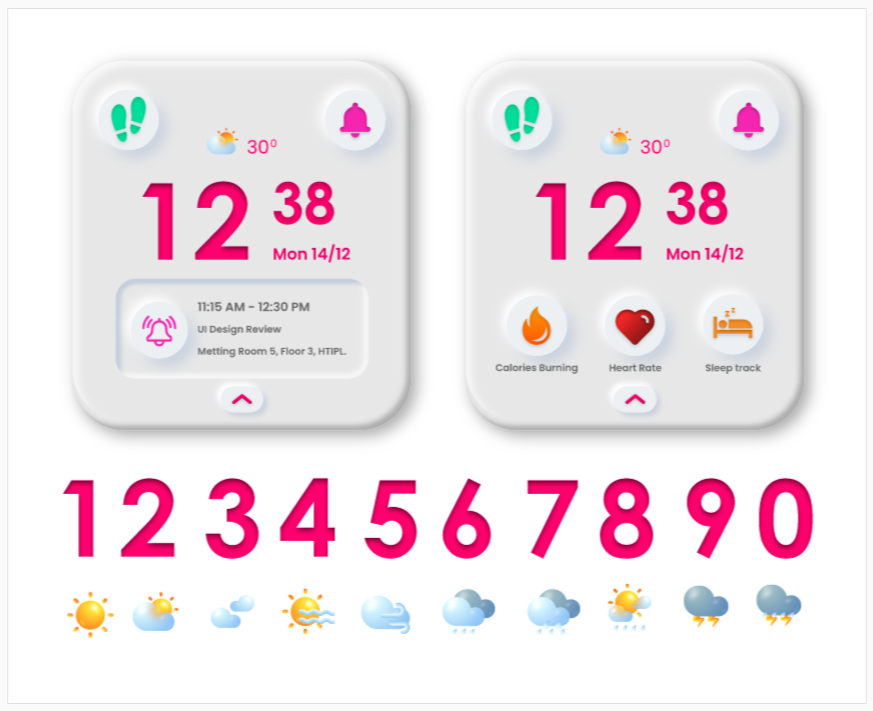 30⁰
12 38
Mon 14/12
11:15 AM - 12:30 PM
UI Design Review
Metting Room 5, Floor 3, HTIPL.
30⁰
12 38
Mon 14/12
z z
Calories Burning Heart Rate Sleep track
1 2 3 4 5 6 7 8 9 0